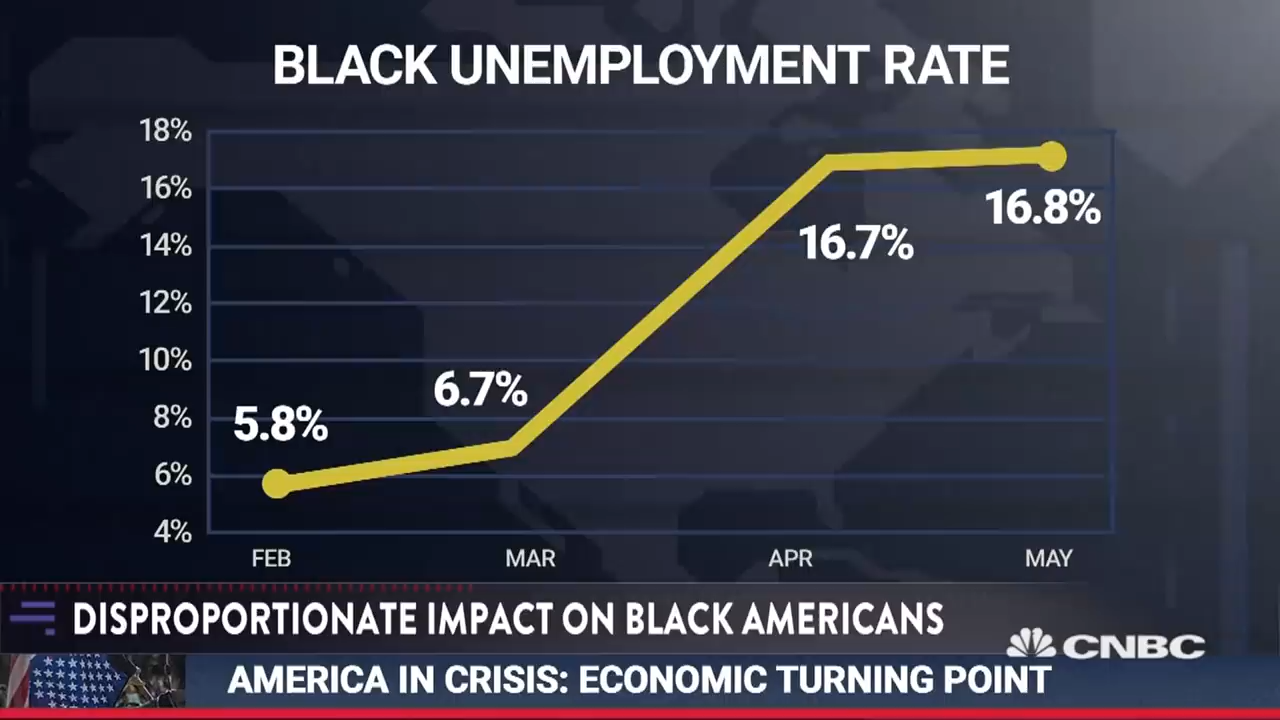 BLACK UNEMPLOYMENT RATE
18%
16%
14%
12%
10%
8%
6%
4%
5.8%
6.7%
16.7%
16.8%
FEB MAR APR MAY
DISPROPORTIONATE IMPACT ON BLACK AMERICANS
CNBC
AMERICA IN CRISIS: ECONOMIC TURNING POINT